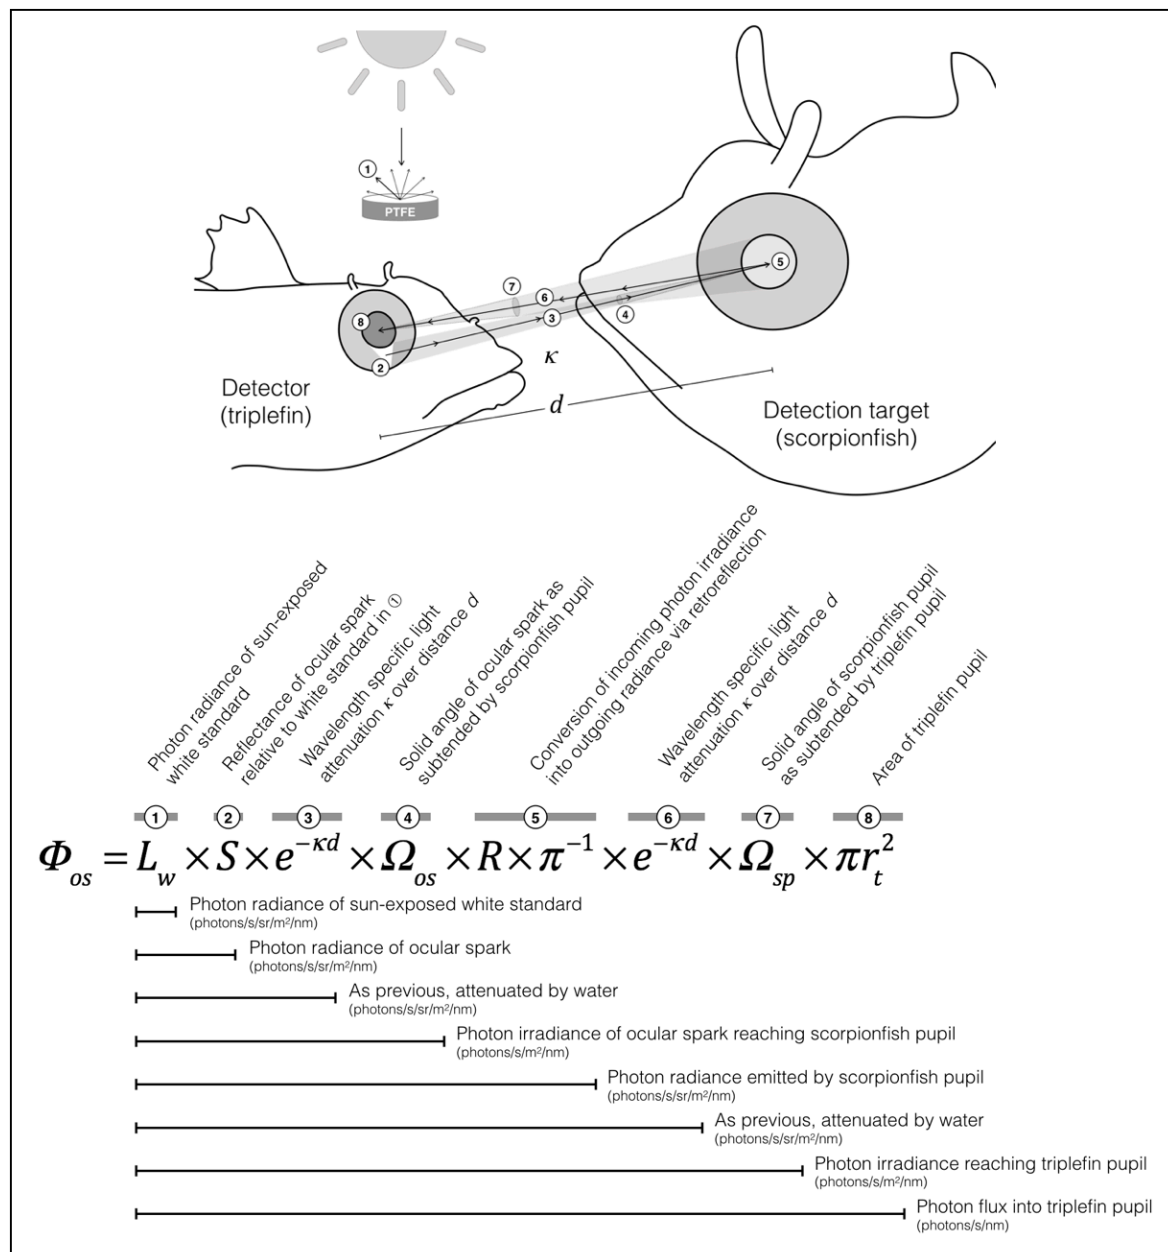 1
PTFE
7
6
5
8
3
4
2
κ
d
Detector
(triplefin)
Detection target
(scorpionfish)
Photon radiance of sun-exposed
white standard
Reflectance of ocular spark
relative to white standard in ①
Wavelength specific light
attenuation κ over distance d
Solid angle of ocular spark as
subtended by scorpionfish pupil
Conversion of incoming photon irradiance
into outgoing radiance via retroreflection
Wavelength specific light
attenuation κ over distance d
Solid angle of scorpionfish pupil
as subtended by triplefin pupil
Area of triplefin pupil
1 2 3 4 5 6 7 8
Φos = Lw × S × e^−κd × Ωos × R × π^−1 × e^−κd × Ωsp × πr_t^2
Photon radiance of sun-exposed white standard
(photons/s/sr/m²/nm)
Photon radiance of ocular spark
(photons/s/sr/m²/nm)
As previous, attenuated by water
(photons/s/sr/m²/nm)
Photon irradiance of ocular spark reaching scorpionfish pupil
(photons/s/m²/nm)
Photon radiance emitted by scorpionfish pupil
(photons/s/sr/m²/nm)
As previous, attenuated by water
(photons/s/sr/m²/nm)
Photon irradiance reaching triplefin pupil
(photons/s/m²/nm)
Photon flux into triplefin pupil
(photons/s/nm)